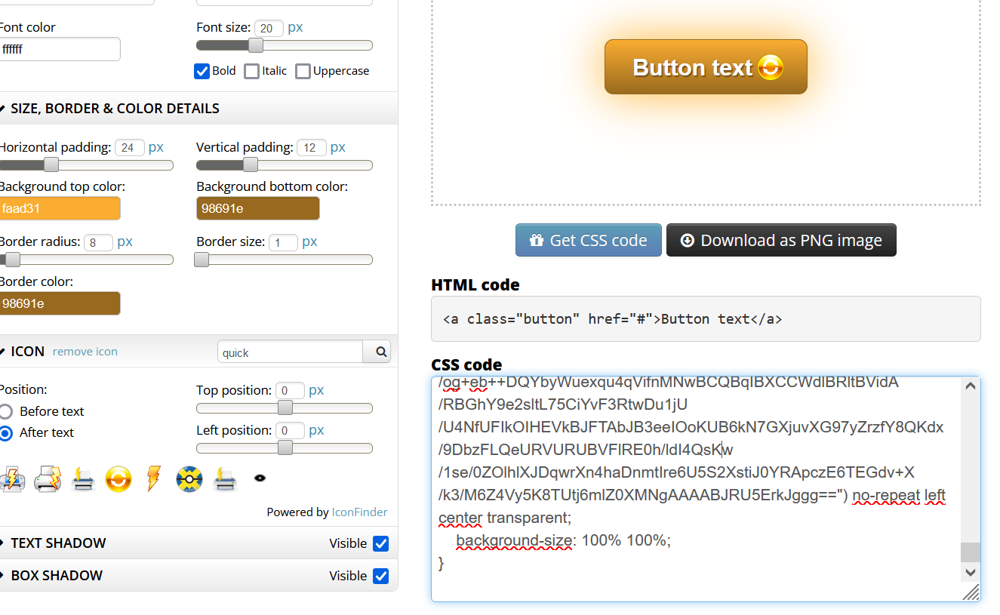 Font color
ffffff
Font size: 20 px
Bold Italic Uppercase
SIZE, BORDER & COLOR DETAILS
Horizontal padding: 24 px
Vertical padding: 12 px
Background top color:
faad31
Background bottom color:
98691e
Border radius: 8 px
Border size: 1 px
Border color:
98691e
ICON remove icon quick
Position:
Before text
After text
Top position: 0 px
Left position: 0 px
Powered by IconFinder
TEXT SHADOW Visible
BOX SHADOW Visible
Button text
Get CSS code
Download as PNG image
HTML code
<a class="button" href="#">Button text</a>
CSS code
/og+eb++DQYbyWuexqu4qVifnMNwBCQBqIBXCCWdlBRltBVidA
/RBGhY9e2sltL75CiYvF3RtwDu1jU
/U4NfUFIkOIHEVkBJFTAbJB3eeIOoKUB6kN7GXjuvXG97yZrzfY8QKdx
/9DbzFLQeURVURUBVFlRE0h/ldI4QsKw
/1se/0ZOlhlXJDqwrXn4haDnmtIre6U5S2XstiJ0YRApczE6TEGdv+X
/k3/M6Z4Vy5K8TUtj6mlZ0XMNgAAAABJRU5ErkJggg==") no-repeat left
center transparent;
background-size: 100% 100%;
}